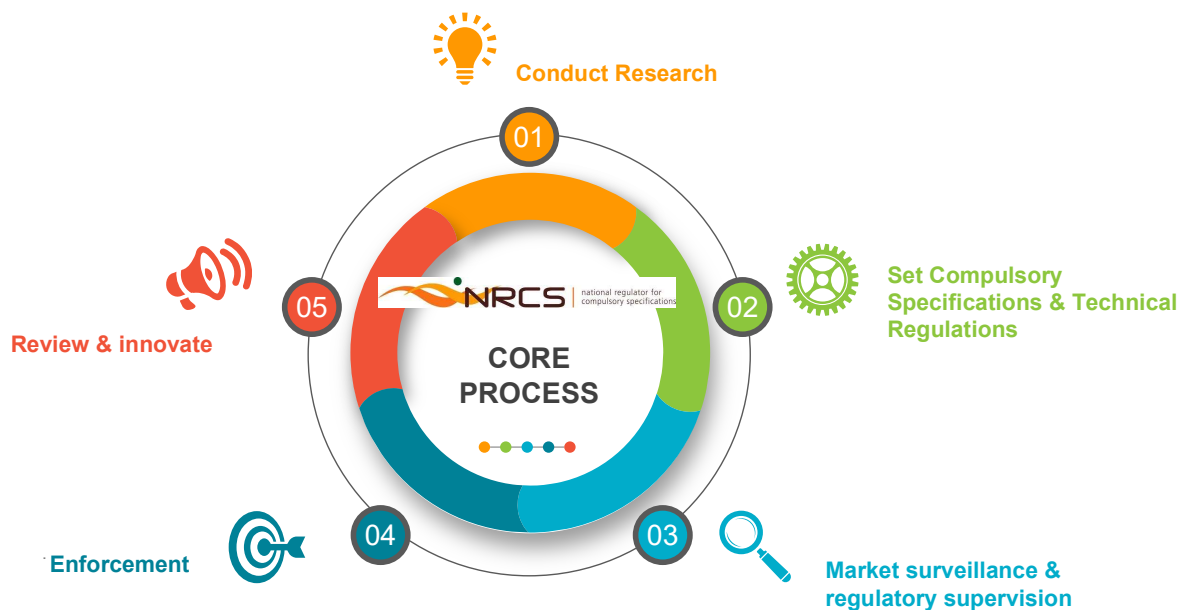 Conduct Research
01
02
Set Compulsory
Specifications & Technical
Regulations
03
Market surveillance &
regulatory supervision
04
Enforcement
05
Review & innovate
NRCS
national regulator for
compulsory specifications
CORE
PROCESS